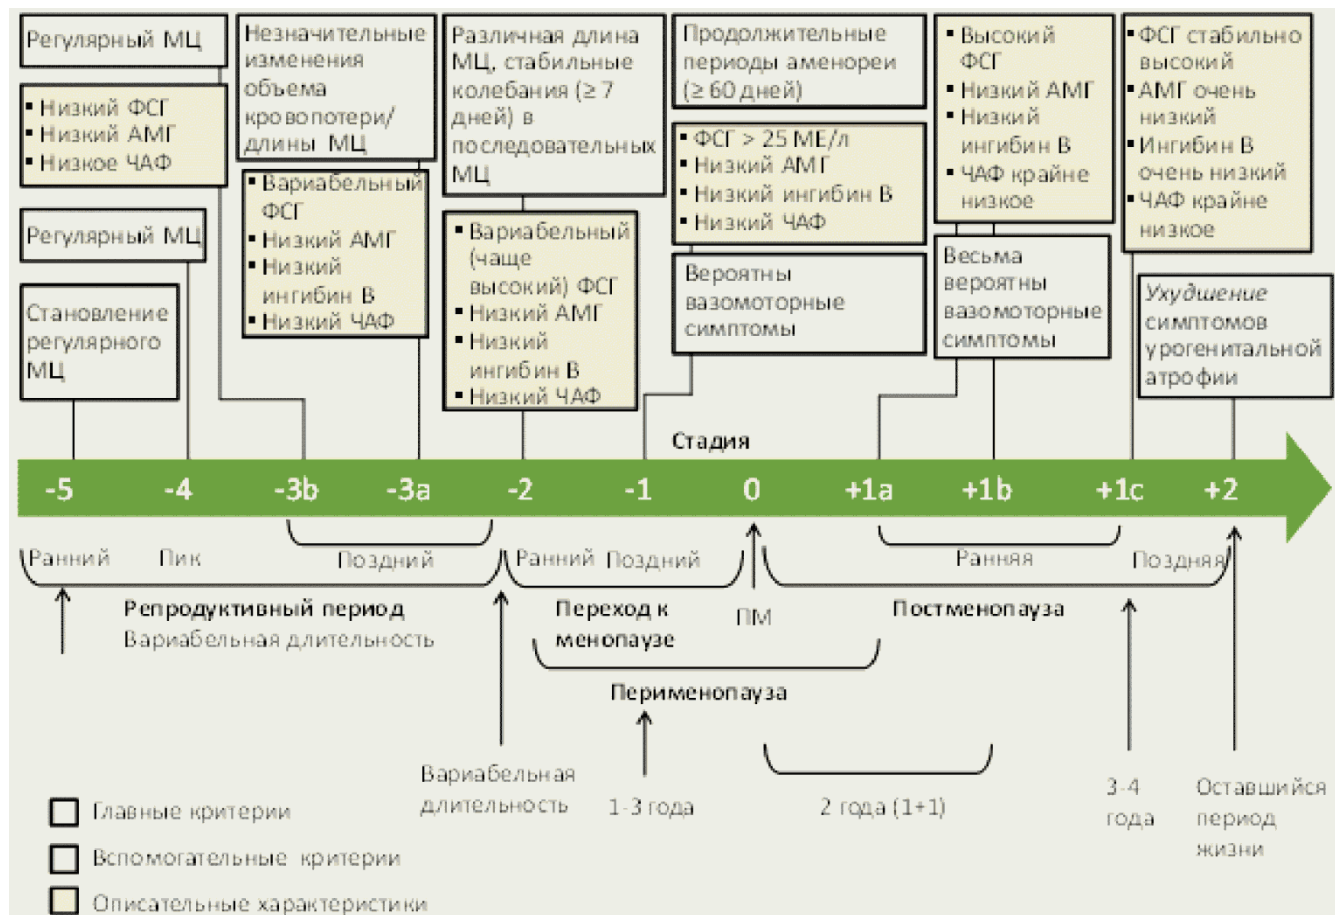 Регулярный МЦ
▪ Низкий ФСГ
▪ Низкий АМГ
▪ Низкое ЧАФ
Регулярный МЦ
Становление
регулярного
МЦ
Незначительные
изменения
объема
кровопотери/
длины МЦ
▪ Вариабельный
ФСГ
▪ Низкий АМГ
▪ Низкий
ингибин В
▪ Низкий ЧАФ
Различная длина
МЦ, стабильные
колебания (≥ 7
дней) в
последовательных
МЦ
▪ Вариабельный
(чаще
высокий) ФСГ
▪ Низкий АМГ
▪ Низкий
ингибин В
▪ Низкий ЧАФ
Продолжительные
периоды аменореи
(≥ 60 дней)
▪ ФСГ > 25 МЕ/л
▪ Низкий АМГ
▪ Низкий ингибин В
▪ Низкий ЧАФ
Вероятны
вазомоторные
симптомы
▪ Высокий
ФСГ
▪ Низкий АМГ
▪ Низкий
ингибин В
▪ ЧАФ крайне
низкое
Весьма
вероятны
вазомоторные
симптомы
▪ ФСГ стабильно
высокий
▪ АМГ очень
низкий
▪ Ингибин В
очень низкий
▪ ЧАФ крайне
низкое
Ухудшение
симптомов
урогенитальной
атрофии
Стадия
-5 -4 -3b -3a -2 -1 0 +1a +1b +1c +2
Ранний Пик Поздний Ранний Поздний Ранняя Поздняя
Репродуктивный период
Вариабельная длительность
Переход к
менопаузе
ПМ
Постменопауза
Перименопауза
Вариабельная
длительность
1-3 года
2 года (1+1)
3-4
года
Оставшийся
период
жизни
Главные критерии
Вспомогательные критерии
Описательные характеристики